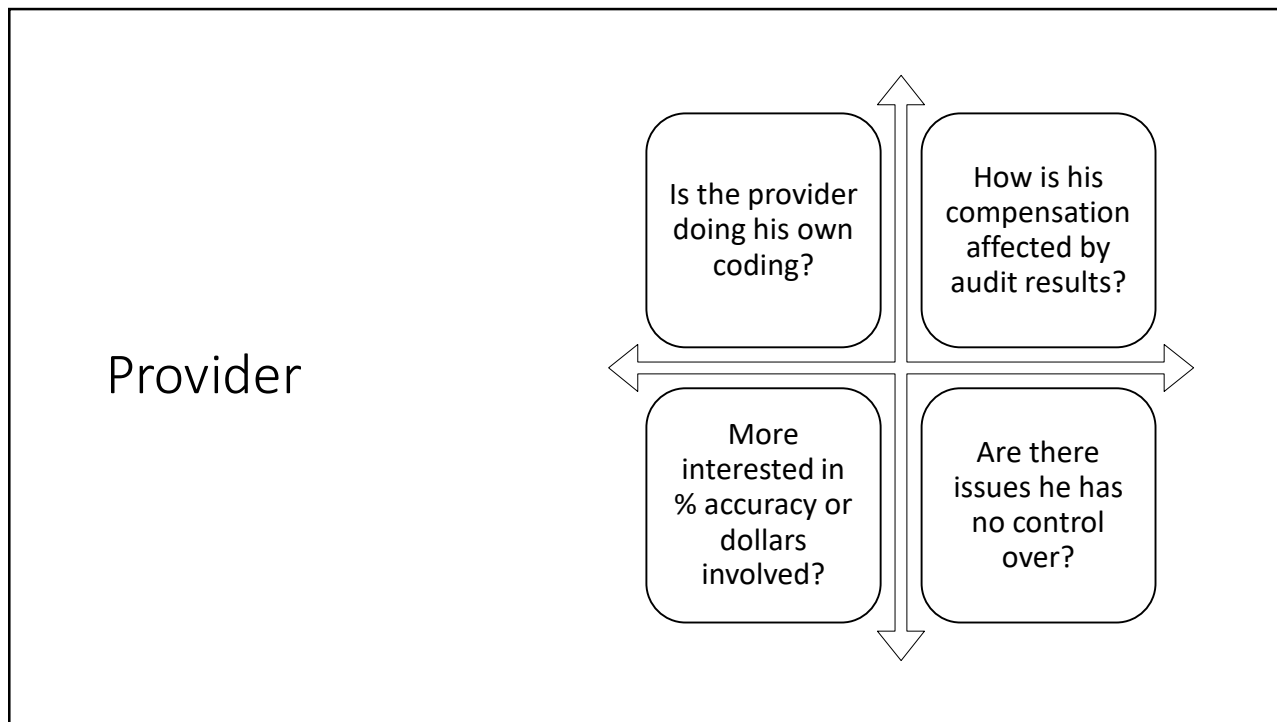 Provider
Is the provider
doing his own
coding?
How is his
compensation
affected by
audit results?
More
interested in
% accuracy or
dollars
involved?
Are there
issues he has
no control
over?